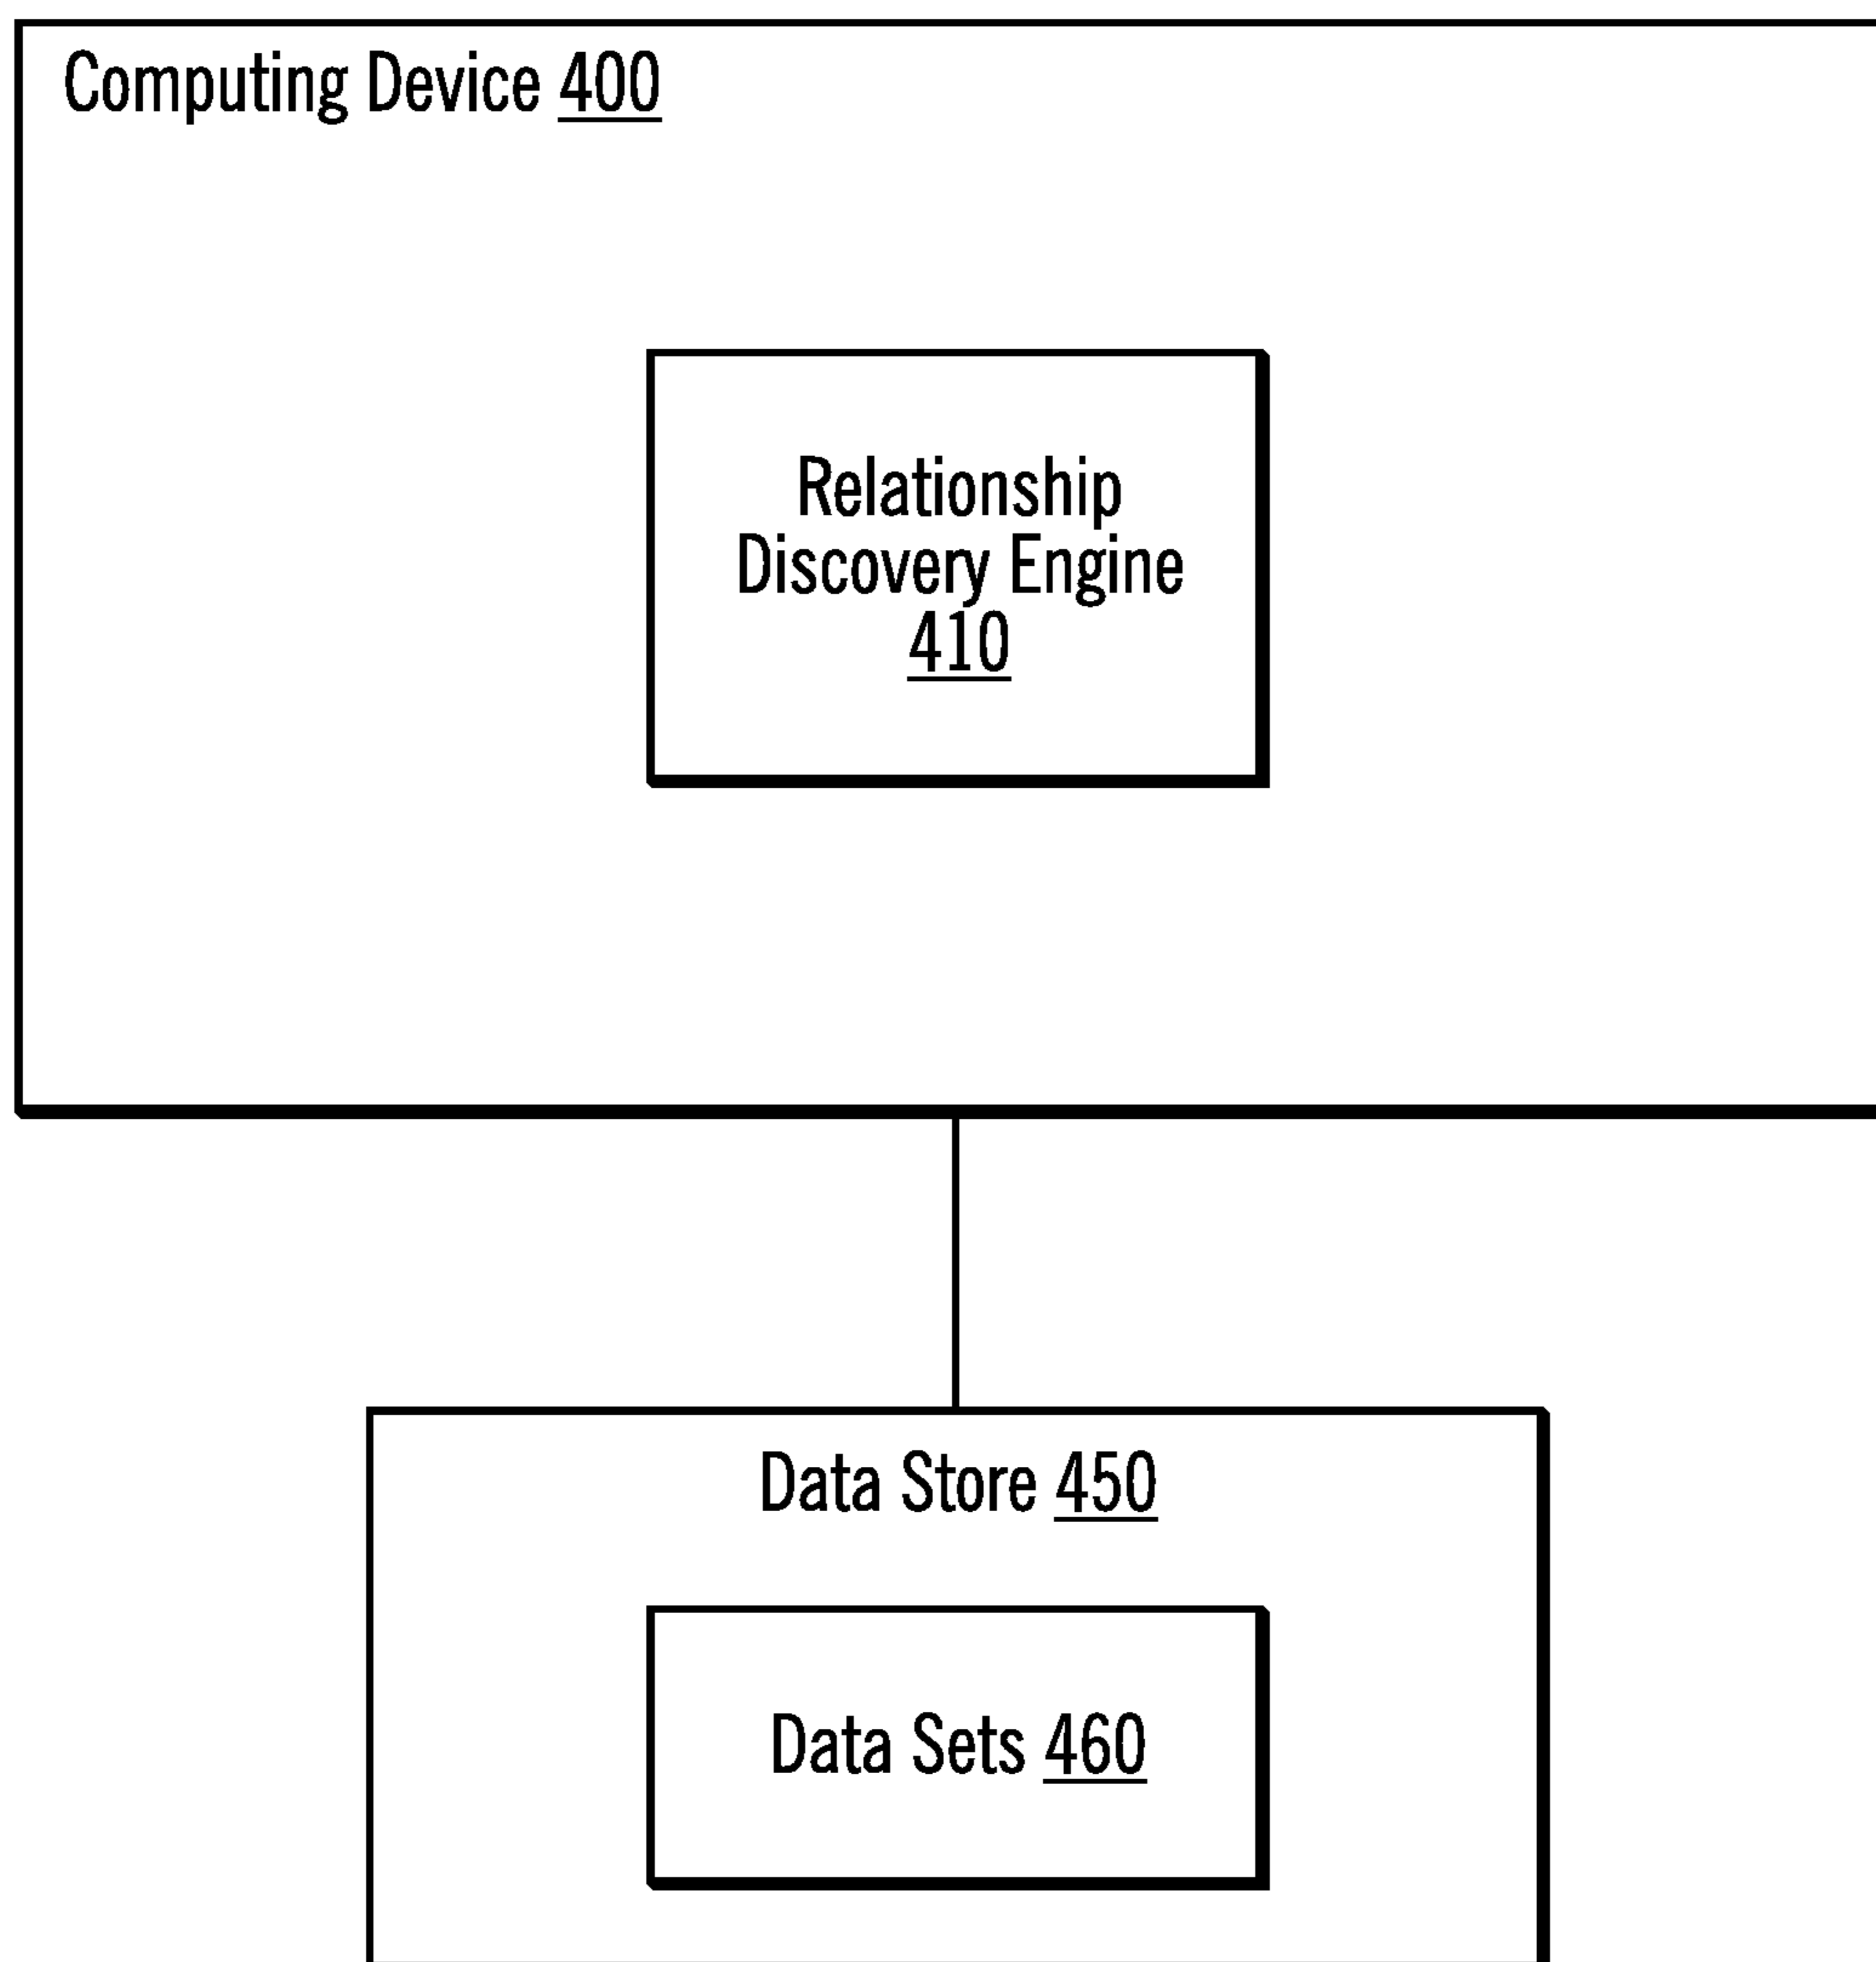 Computing Device 400
Relationship
Discovery Engine
410
Data Store 450
Data Sets 460